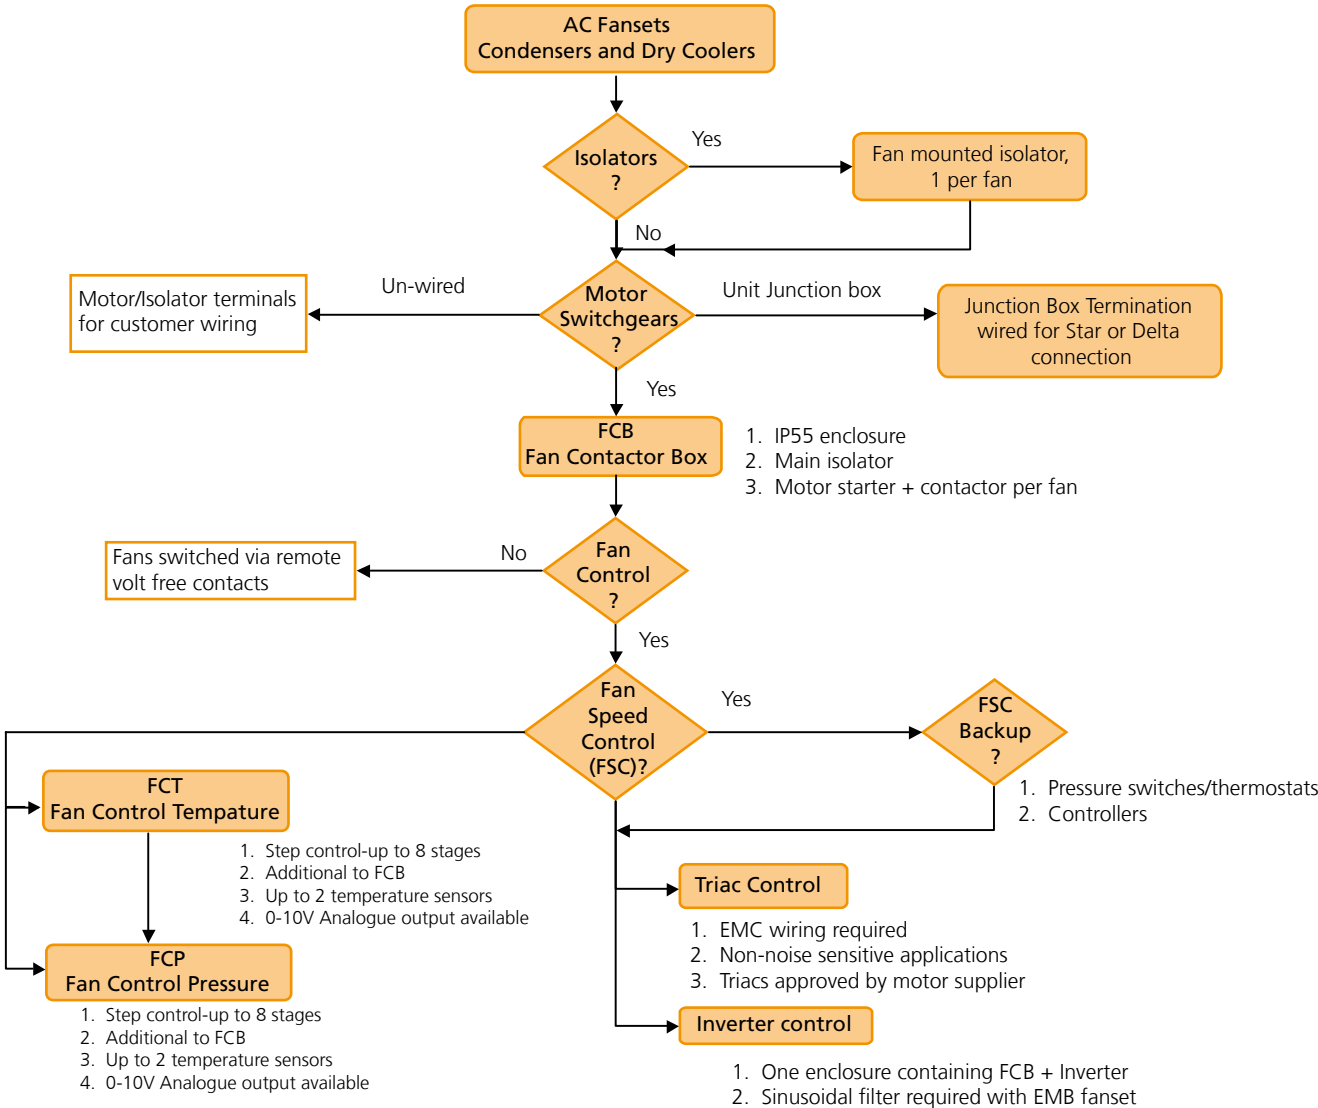 AC Fansets
Condensers and Dry Coolers
Isolators
?
Yes
Fan mounted isolator,
1 per fan
No
Motor
Switchgears
?
Un-wired
Motor/Isolator terminals
for customer wiring
Unit Junction box
Junction Box Termination
wired for Star or Delta
connection
Yes
FCB
Fan Contactor Box
1. IP55 enclosure
2. Main isolator
3. Motor starter + contactor per fan
Fan
Control
?
No
Fans switched via remote
volt free contacts
Yes
Fan
Speed
Control
(FSC)?
Yes
FSC
Backup
?
1. Pressure switches/thermostats
2. Controllers
FCT
Fan Control Tempature
1. Step control-up to 8 stages
2. Additional to FCB
3. Up to 2 temperature sensors
4. 0-10V Analogue output available
FCP
Fan Control Pressure
1. Step control-up to 8 stages
2. Additional to FCB
3. Up to 2 temperature sensors
4. 0-10V Analogue output available
Triac Control
1. EMC wiring required
2. Non-noise sensitive applications
3. Triacs approved by motor supplier
Inverter control
1. One enclosure containing FCB + Inverter
2. Sinusoidal filter required with EMB fanset